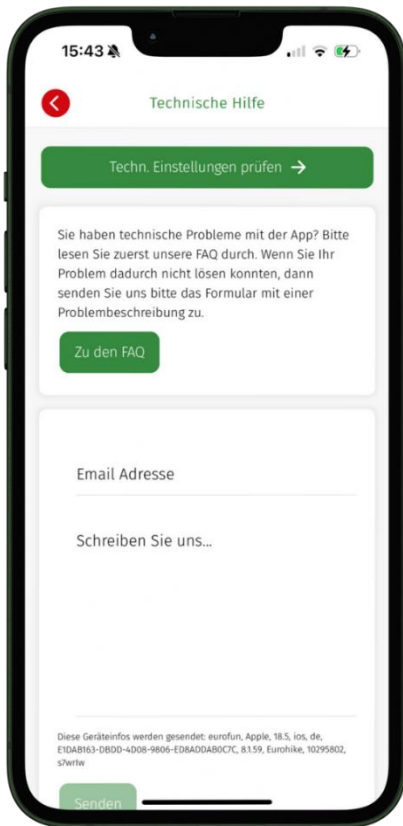 15:43
Technische Hilfe
Techn. Einstellungen prüfen →
Sie haben technische Probleme mit der App? Bitte
lesen Sie zuerst unsere FAQ durch. Wenn Sie Ihr
Problem dadurch nicht lösen konnten, dann
senden Sie uns bitte das Formular mit einer
Problembeschreibung zu.
Zu den FAQ
Email Adresse
Schreiben Sie uns...
Diese Geräteinfos werden gesendet: eurofun, Apple, 18.5, ios, de,
E1DAB163-DBDD-4D08-9806-ED8ADDAB0C7C, 8.1.59, Eurohike, 10295802,
s7wrlw
Senden